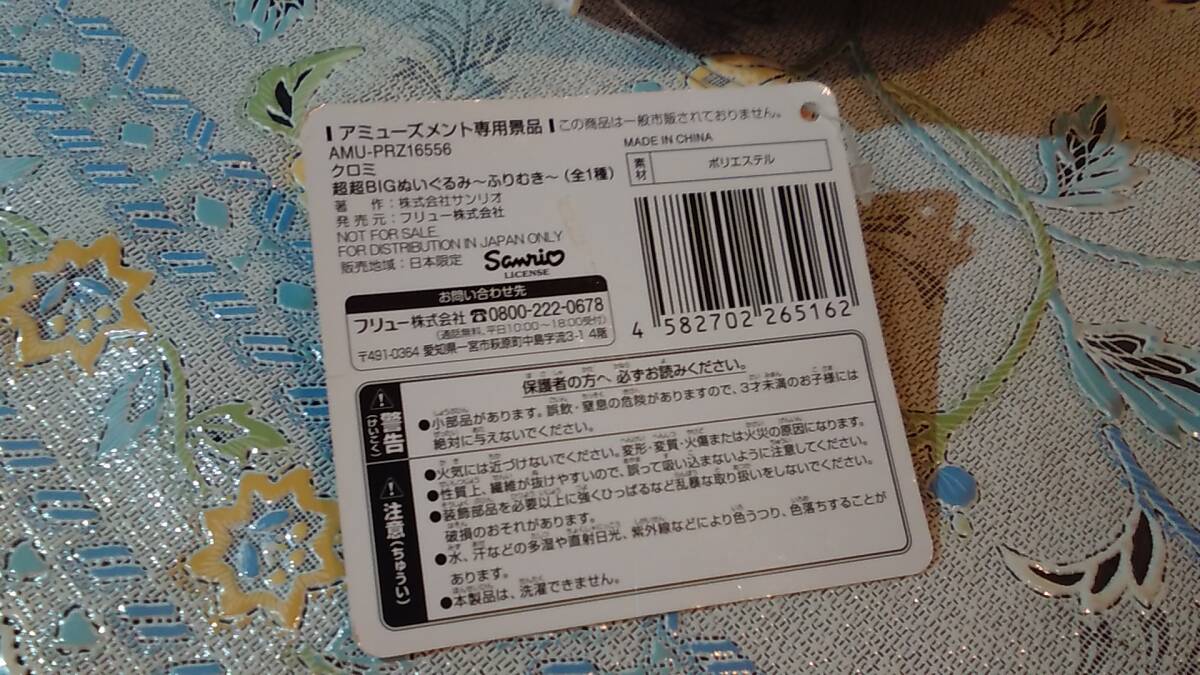 アミューズメント専用景品 この商品は一般市販されておりません。
AMU-PRZ16556
クロミ
超超BIGぬいぐるみ〜ふりむき〜(全1種)
著 作:株式会社サンリオ
発売元:フリュー株式会社
NOT FOR SALE.
FOR DISTRIBUTION IN JAPAN ONLY
販売地域:日本限定
Sanrio
LICENSE
お問い合わせ先
フリュー株式会社 ☎0800-222-0678
(通話無料、平日10:00〜18:00受付)
〒491-0364 愛知県一宮市萩原町中島字流3-1 4階
MADE IN CHINA
素材 ポリエステル
4 582702 265162
保護者の方へ 必ずお読みください。
警告
(けいこく)
●小部品があります。誤飲・窒息の危険がありますので、3才未満のお子様には
絶対に与えないでください。
注意
(ちゅうい)
●火気には近づけないでください。変形・変質・火傷または火災の原因になります。
●性質上、繊維が抜けやすいので、誤って吸い込まないように注意してください。
●装飾部品を必要以上に強くひっぱるなど乱暴な取り扱いをしないでください。
破損のおそれがあります。
●水、汗などの多湿や直射日光、紫外線などにより色うつり、色落ちすることが
あります。
●本製品は、洗濯できません。